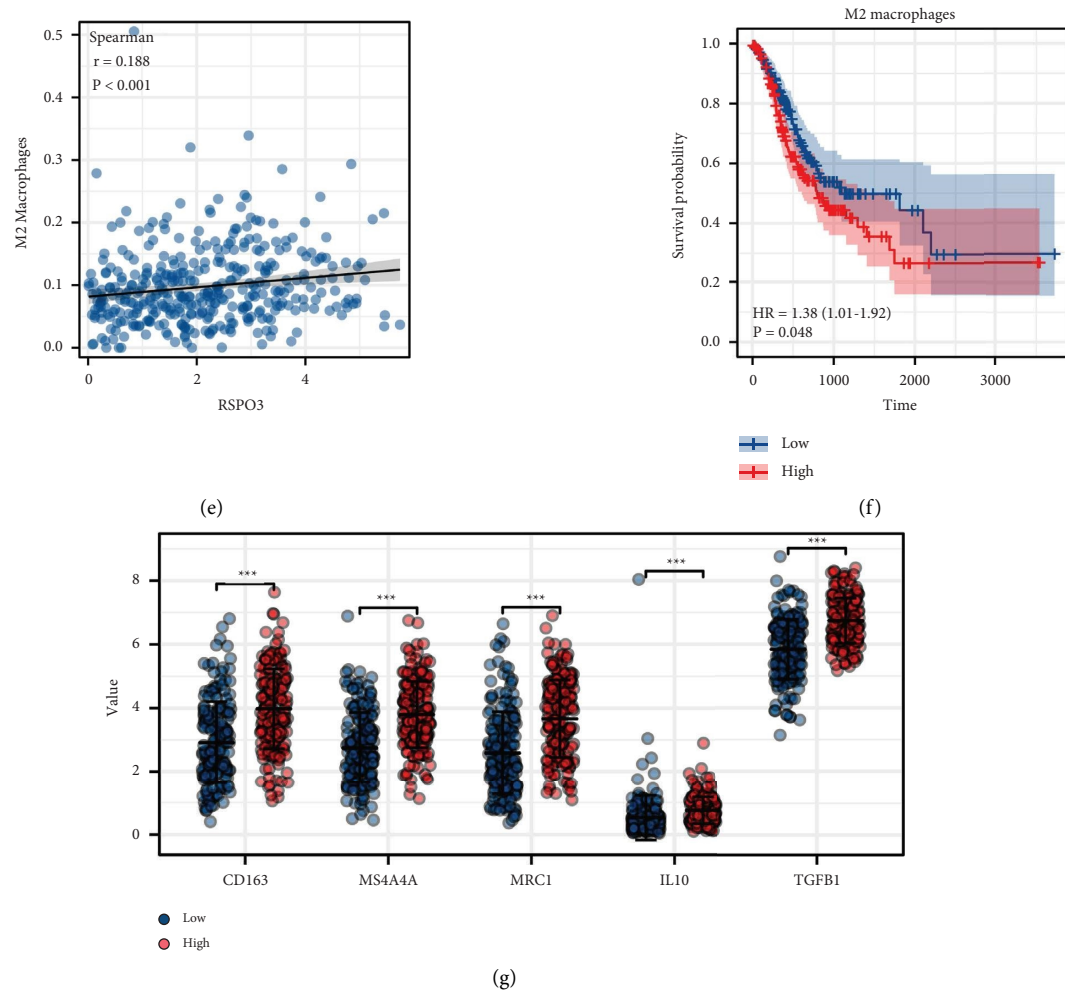 0.5
0.4
0.3
0.2
0.1
0.0
M2 Macrophages
Spearman
r = 0.188
P < 0.001
0 2 4
RSPO3
(e)
M2 macrophages
1.0
0.8
0.6
0.4
0.2
0.0
Survival probability
HR = 1.38 (1.01-1.92)
P = 0.048
0 1000 2000 3000
Time
Low
High
(f)
8
6
4
2
0
Value
*** *** *** *** ***
CD163 MS4A4A MRC1 IL10 TGFB1
Low
High
(g)